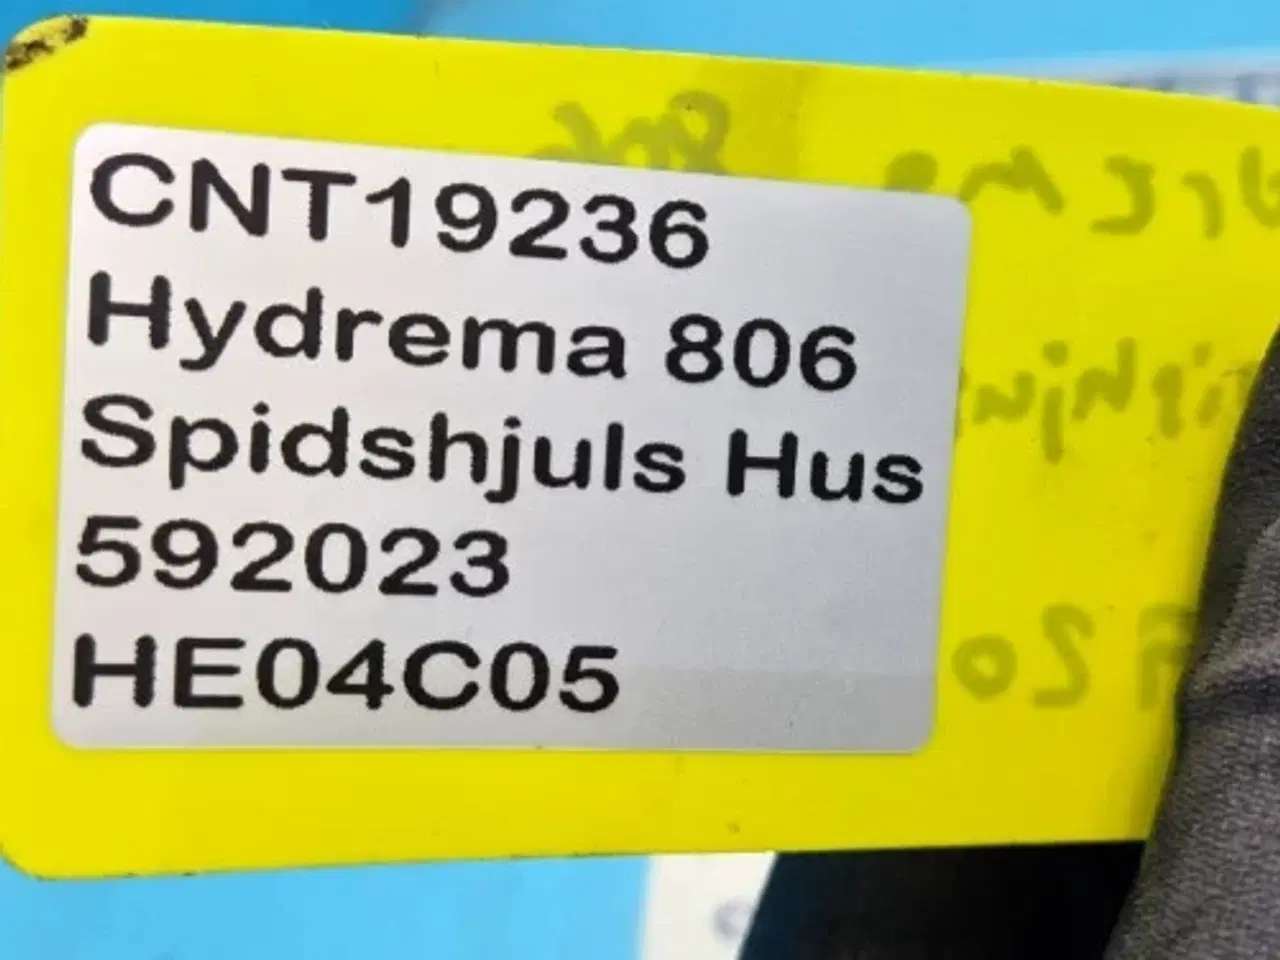 CNT19236
Hydrema 806
Spidshjuls Hus
592023
HE04C05